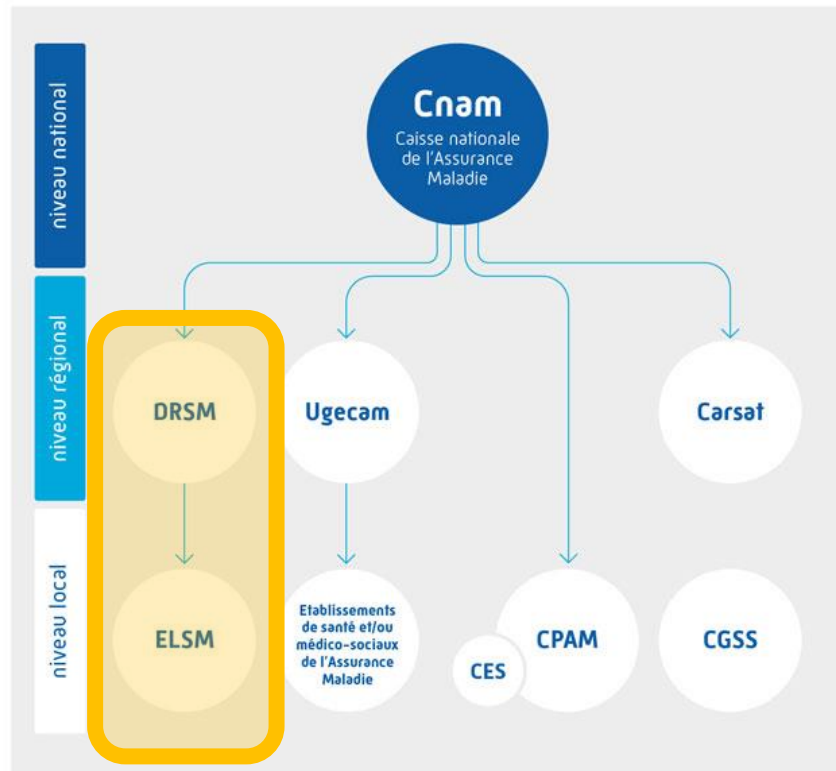 niveau national
Cnam
Caisse nationale
de l'Assurance
Maladie
niveau régional
DRSM
Ugecam
Carsat
niveau local
ELSM
Etablissements
de santé et/ou
médico-sociaux
de l'Assurance
Maladie
CES
CPAM
CGSS